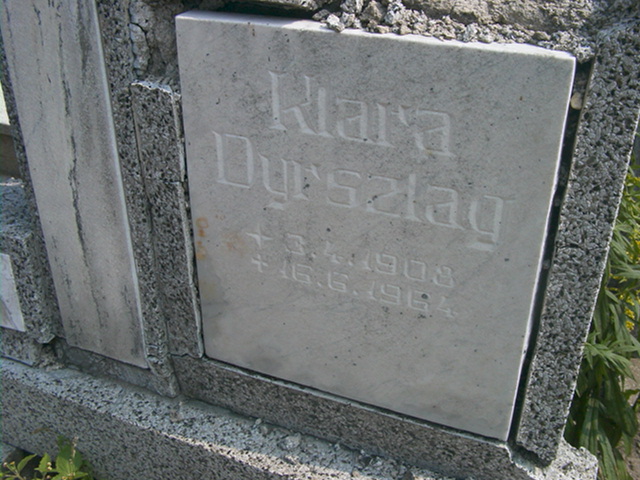 Klara
Dyrszlag
+ 3.4.1908
+ 16.6.1964